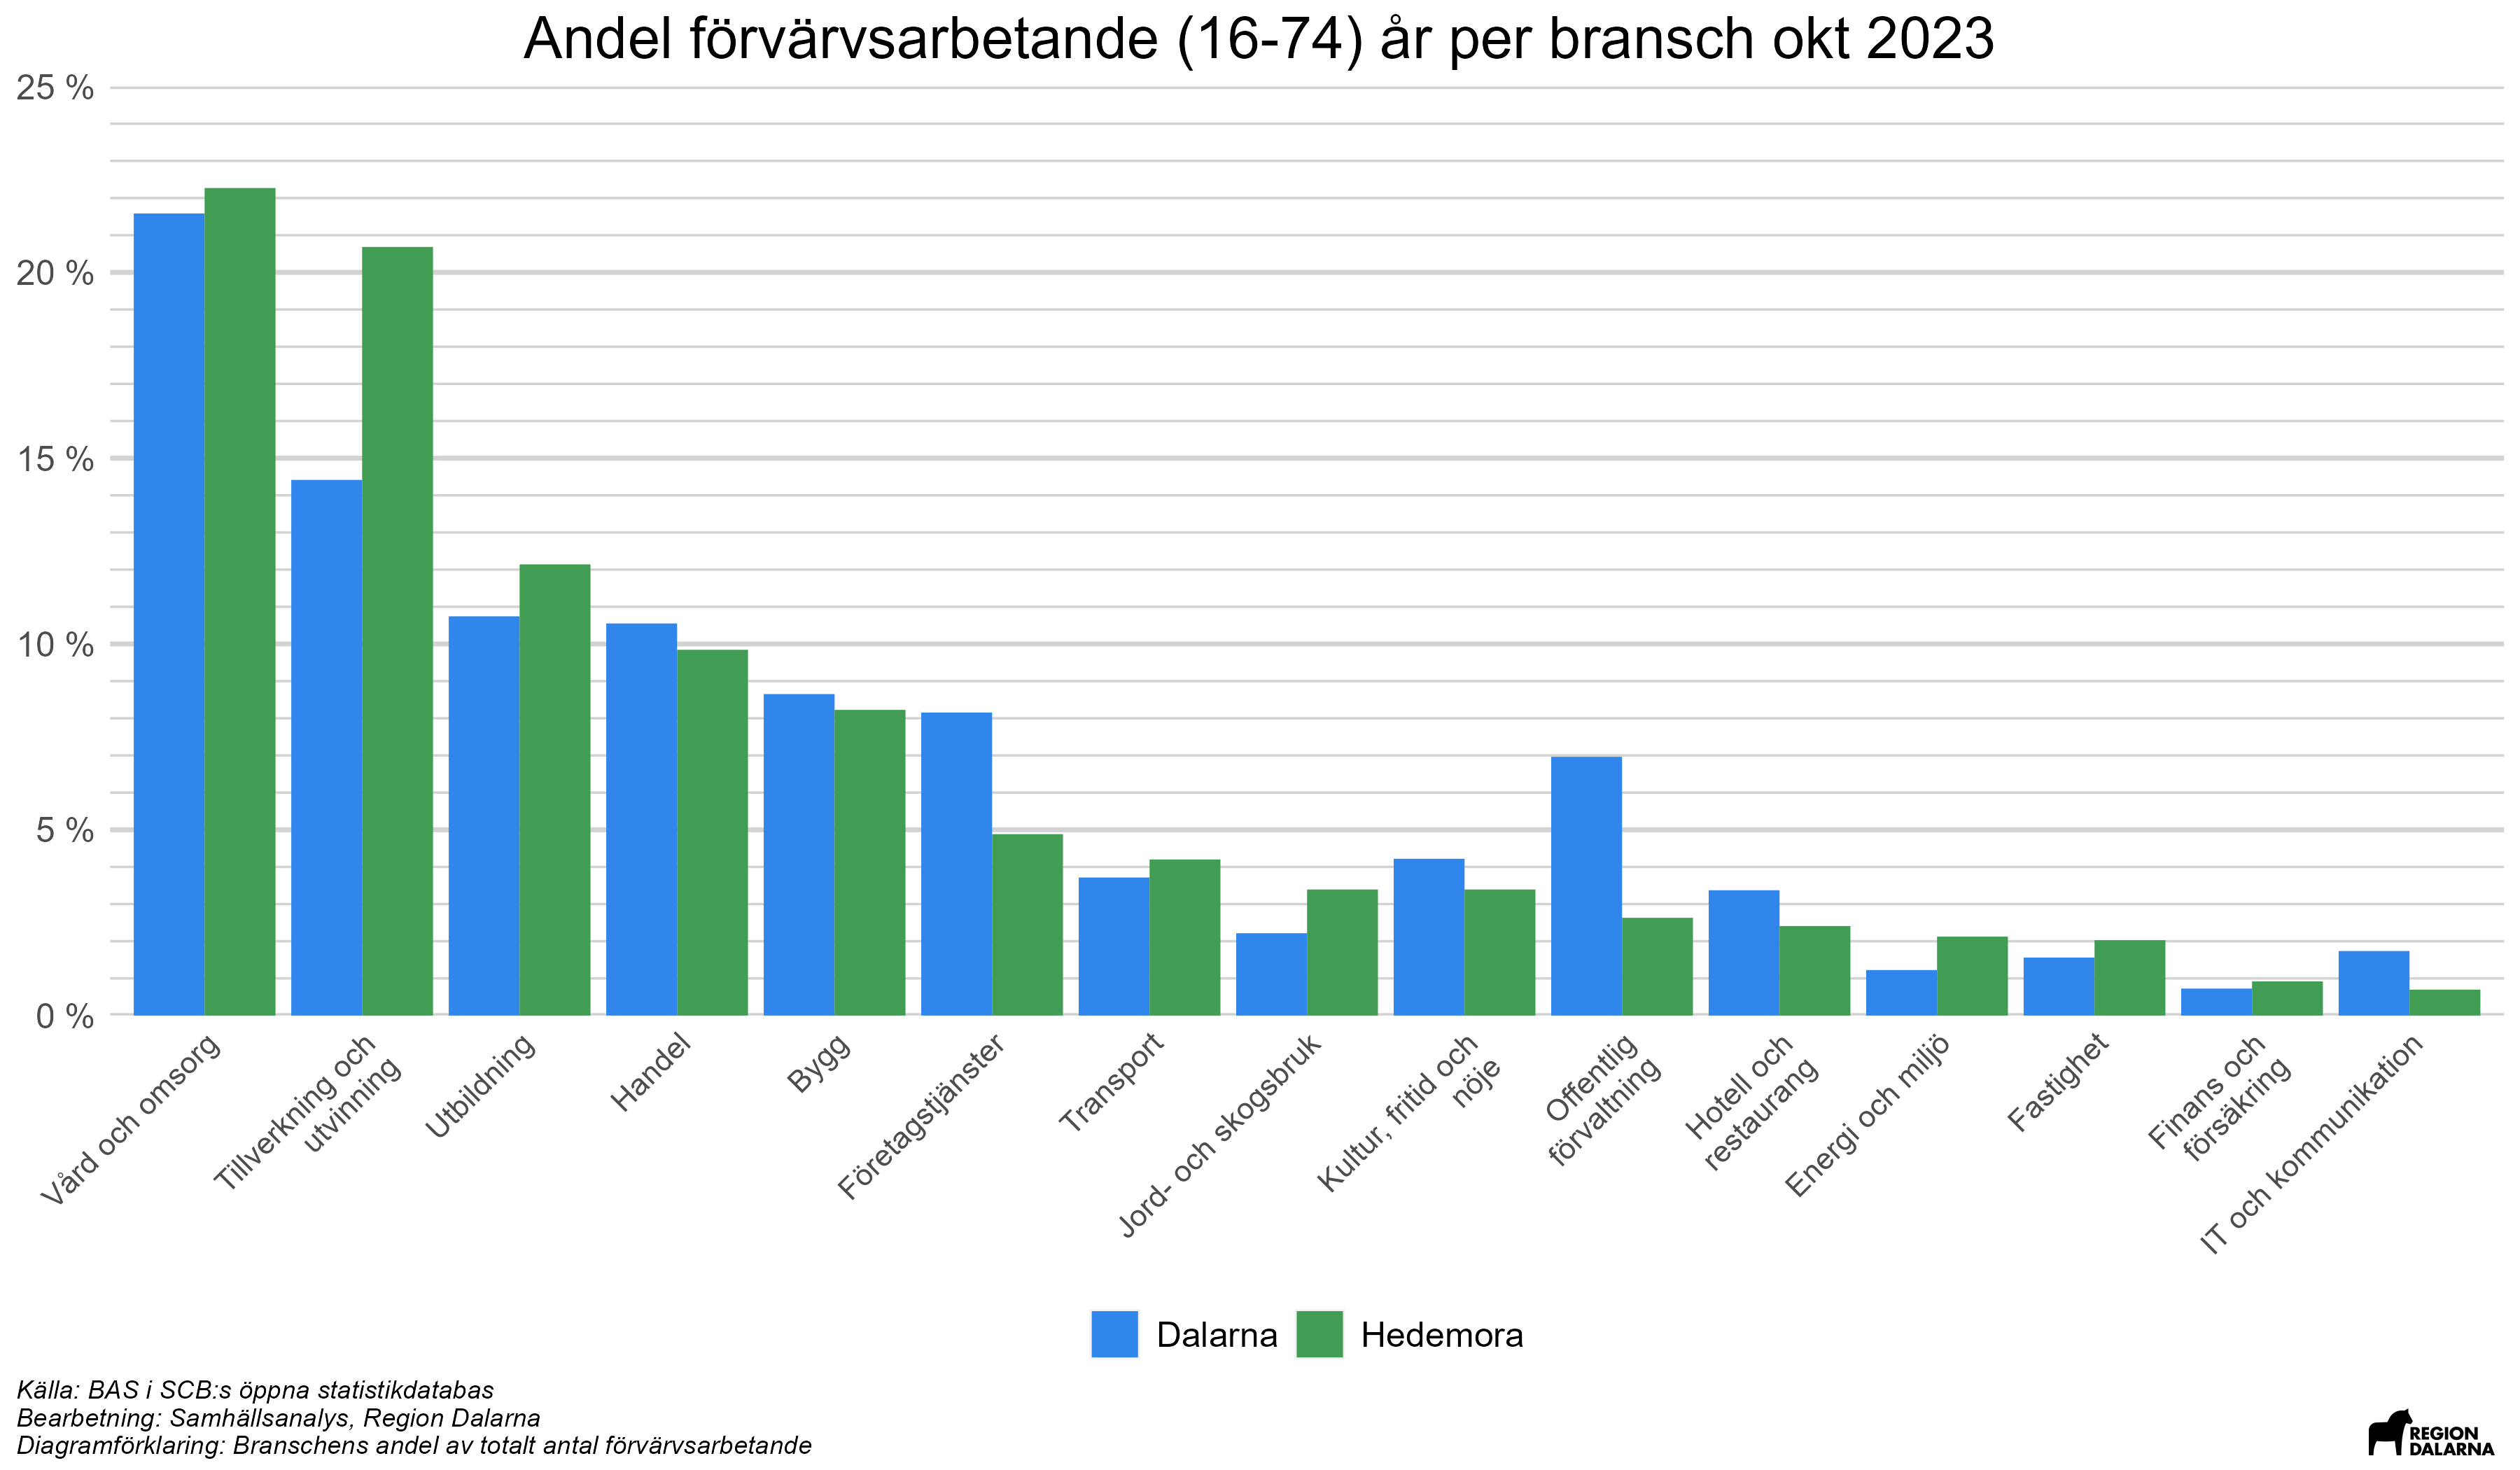 Andel förvärvsarbetande (16-74) år per bransch okt 2023
25 %
20 %
15 %
10 %
5 %
0 %
Vård och omsorg
Tillverkning och
utvinning
Utbildning
Handel
Bygg
Företagstjänster
Transport
Jord- och skogsbruk
Kultur, fritid och
nöje
Offentlig
förvaltning
Hotell och
restaurang
Energi och miljö
Fastighet
Finans och
försäkring
IT och kommunikation
Dalarna
Hedemora
Källa: BAS i SCB:s öppna statistikdatabas
Bearbetning: Samhällsanalys, Region Dalarna
Diagramförklaring: Branschens andel av totalt antal förvärvsarbetande
REGION
DALARNA